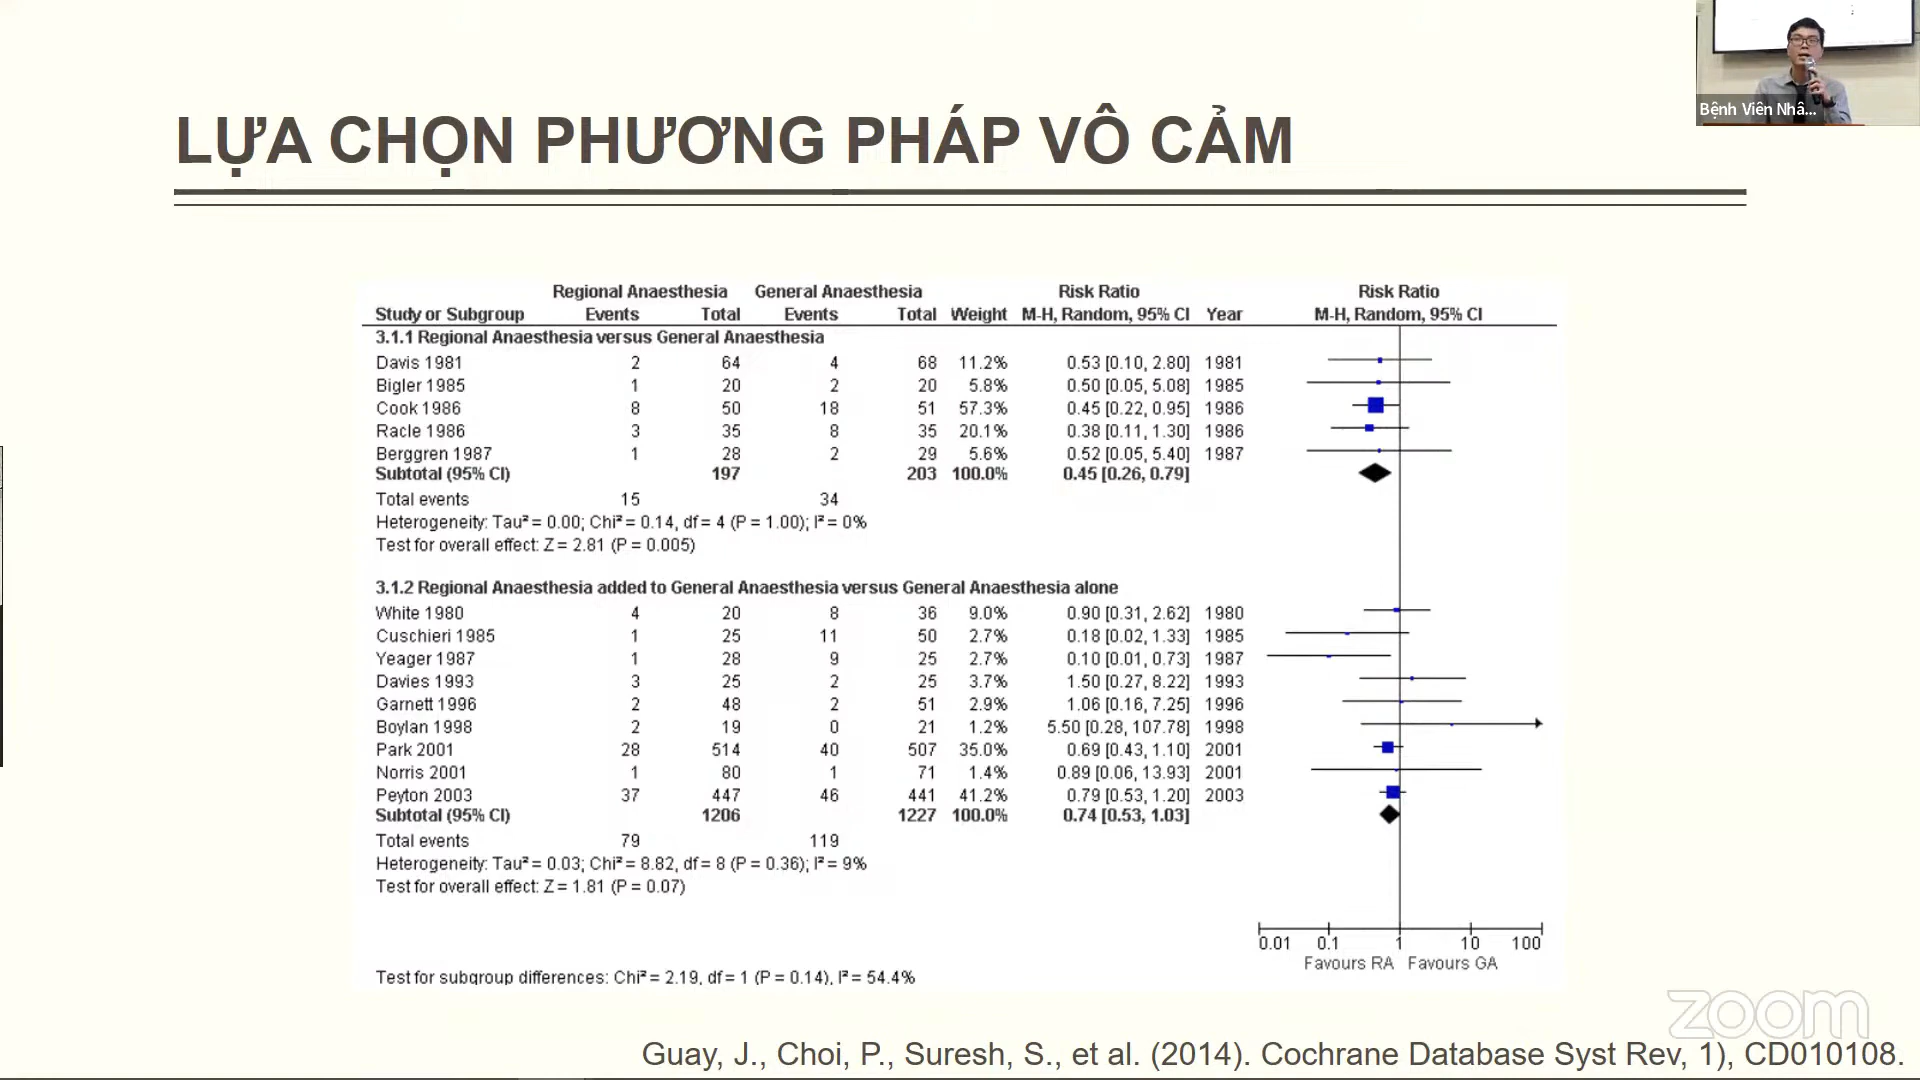 Bệnh Viên Nhâ...
LỰA CHỌN PHƯƠNG PHÁP VÔ CẢM
Regional Anaesthesia General Anaesthesia Risk Ratio Risk Ratio
Study or Subgroup Events Total Events Total Weight M-H, Random, 95% CI Year M-H, Random, 95% CI
3.1.1 Regional Anaesthesia versus General Anaesthesia
Davis 1981 2 64 4 68 11.2% 0.53 [0.10, 2.80] 1981
Bigler 1985 1 20 2 20 5.8% 0.50 [0.05, 5.08] 1985
Cook 1986 8 50 18 51 57.3% 0.45 [0.22, 0.95] 1986
Racle 1986 3 35 8 35 20.1% 0.38 [0.11, 1.30] 1986
Berggren 1987 1 28 2 29 5.6% 0.52 [0.05, 5.40] 1987
Subtotal (95% CI) 197 203 100.0% 0.45 [0.26, 0.79]
Total events 15 34
Heterogeneity: Tau² = 0.00; Chi² = 0.14, df = 4 (P = 1.00); I² = 0%
Test for overall effect: Z = 2.81 (P = 0.005)
3.1.2 Regional Anaesthesia added to General Anaesthesia versus General Anaesthesia alone
White 1980 4 20 8 36 9.0% 0.90 [0.31, 2.62] 1980
Cuschieri 1985 1 25 11 50 2.7% 0.18 [0.02, 1.33] 1985
Yeager 1987 1 28 9 25 2.7% 0.10 [0.01, 0.73] 1987
Davies 1993 3 25 2 25 3.7% 1.50 [0.27, 8.22] 1993
Garnett 1996 2 48 2 51 2.9% 1.06 [0.16, 7.25] 1996
Boylan 1998 2 19 0 21 1.2% 5.50 [0.28, 107.78] 1998
Park 2001 28 514 40 507 35.0% 0.69 [0.43, 1.10] 2001
Norris 2001 1 80 1 71 1.4% 0.89 [0.06, 13.93] 2001
Peyton 2003 37 447 46 441 41.2% 0.79 [0.53, 1.20] 2003
Subtotal (95% CI) 1206 1227 100.0% 0.74 [0.53, 1.03]
Total events 79 119
Heterogeneity: Tau² = 0.03; Chi² = 8.82, df = 8 (P = 0.36); I² = 9%
Test for overall effect: Z = 1.81 (P = 0.07)
0.01 0.1 1 10 100
Favours RA Favours GA
Test for subgroup differences: Chi² = 2.19, df = 1 (P = 0.14), I² = 54.4%
zoom
Guay, J., Choi, P., Suresh, S., et al. (2014). Cochrane Database Syst Rev, 1), CD010108.